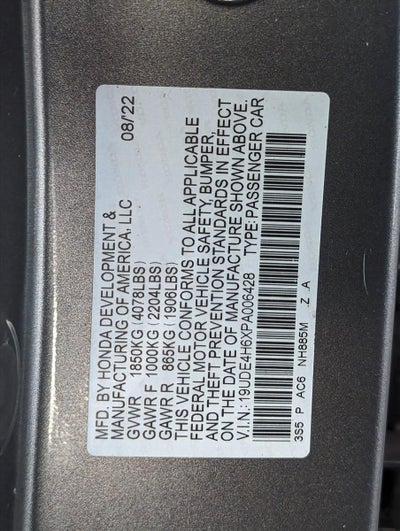 MFD. BY HONDA DEVELOPMENT & 08/22
MANUFACTURING OF AMERICA, LLC
GVWR 1850KG (4078LBS)
GAWR F 1000KG (2204LBS)
GAWR R 865KG (1906LBS)
THIS VEHICLE CONFORMS TO ALL APPLICABLE
FEDERAL MOTOR VEHICLE SAFETY, BUMPER,
AND THEFT PREVENTION STANDARDS IN EFFECT
ON THE DATE OF MANUFACTURE SHOWN ABOVE.
V.I.N.: 19UDE4H6XPA006428 TYPE: PASSENGER CAR
3S5 P AC6 NH885M .Z .A